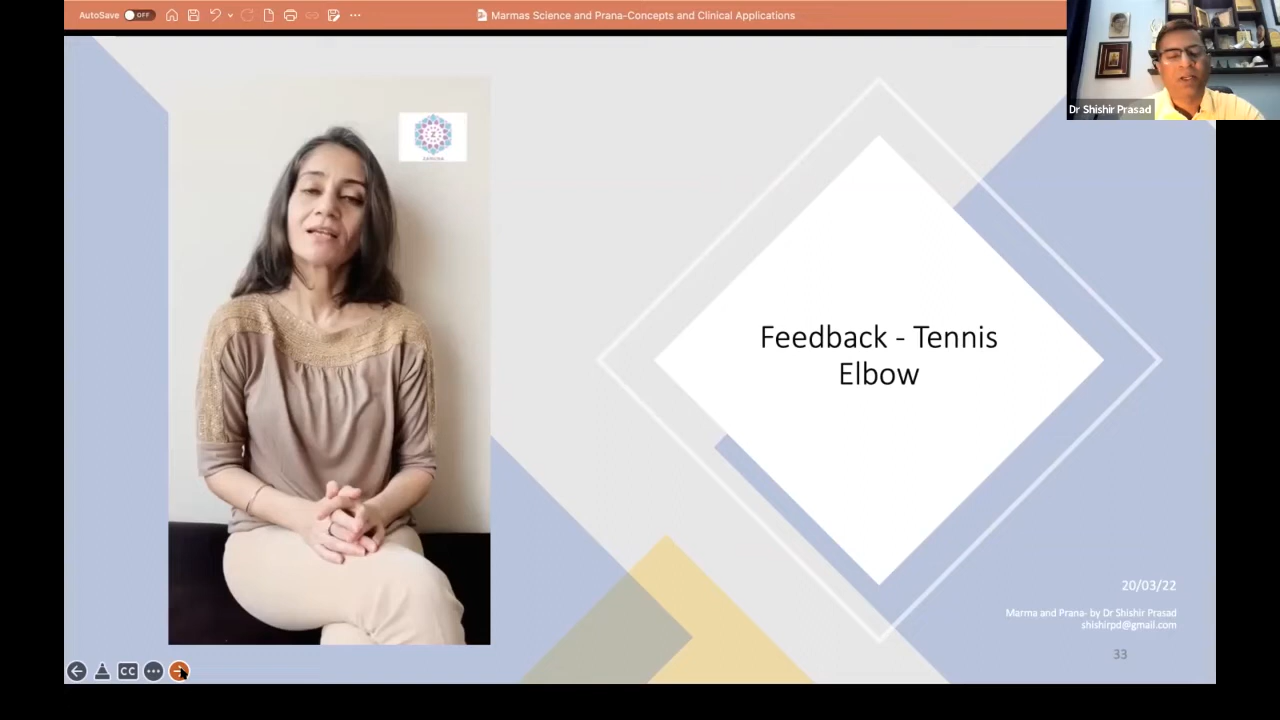 AutoSave OFF
Marmas Science and Prana-Concepts and Clinical Applications
Dr Shishir Prasad
Feedback - Tennis
Elbow
20/03/22
Marma and Prana- by Dr Shishir Prasad
shishirpd@gmail.com
33
CC